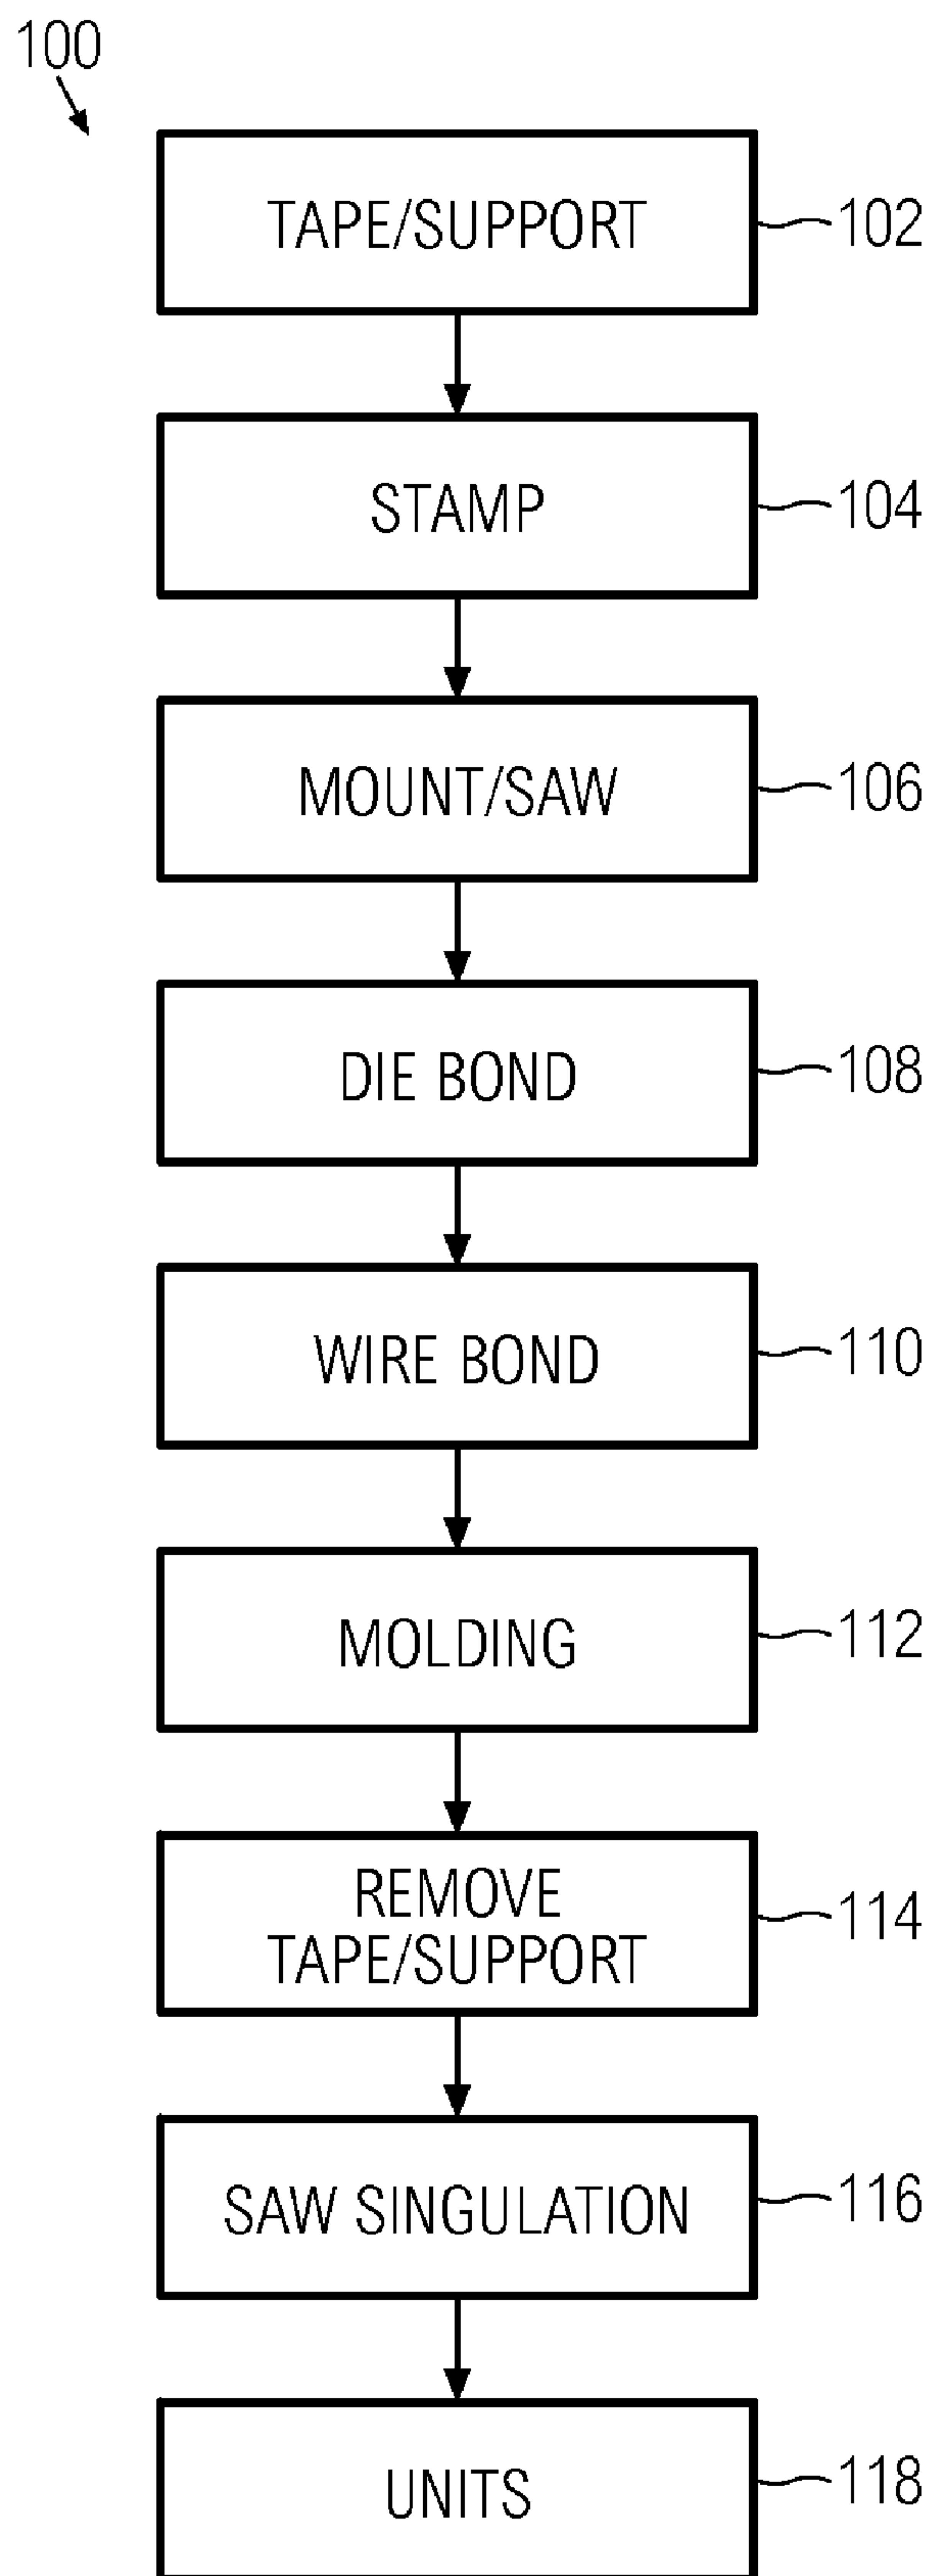 100
TAPE/SUPPORT
102
STAMP
104
MOUNT/SAW
106
DIE BOND
108
WIRE BOND
110
MOLDING
112
REMOVE
TAPE/SUPPORT
114
SAW SINGULATION
116
UNITS
118